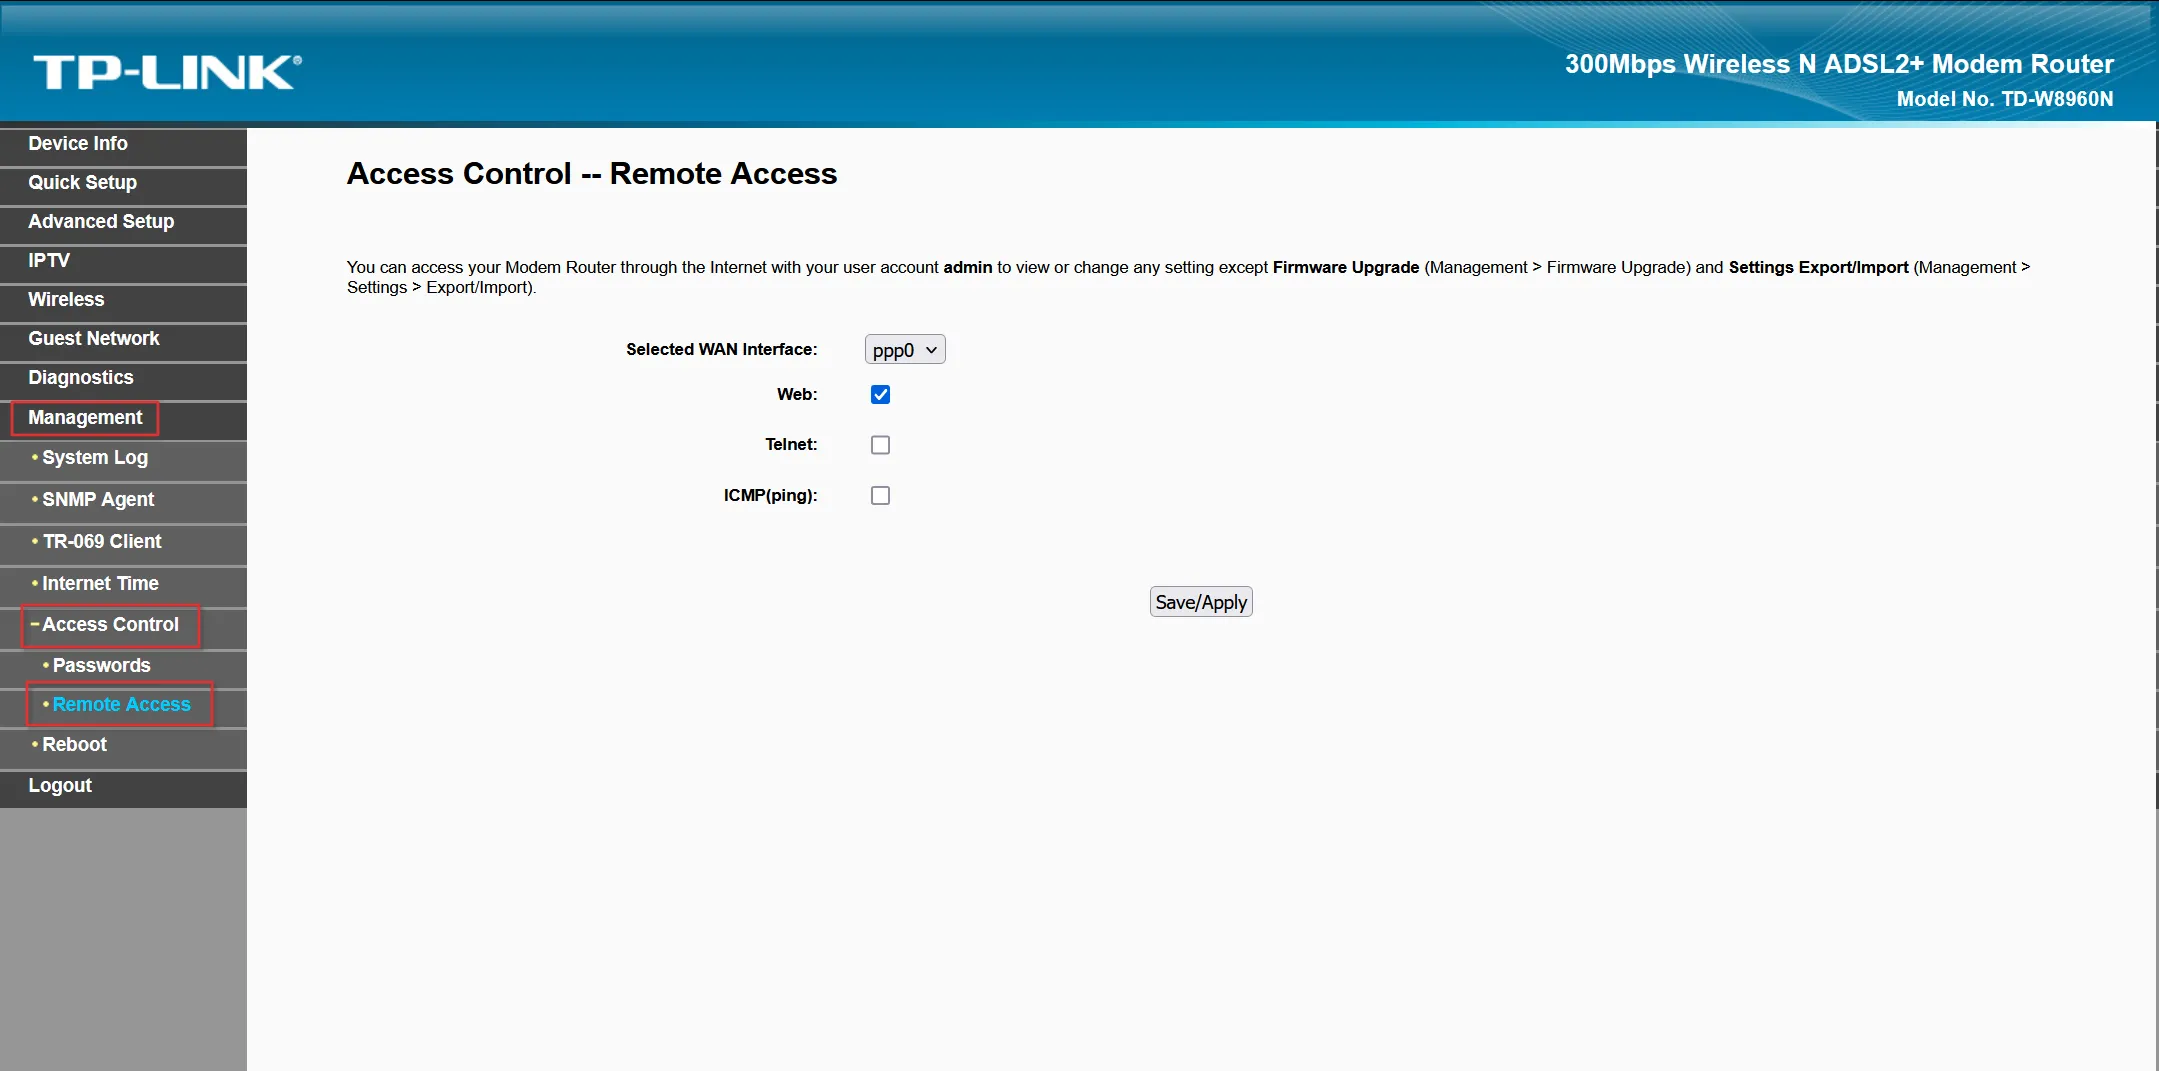 TP-LINK®
300Mbps Wireless N ADSL2+ Modem Router
Model No. TD-W8960N
Device Info
Quick Setup
Advanced Setup
IPTV
Wireless
Guest Network
Diagnostics
Management
• System Log
• SNMP Agent
• TR-069 Client
• Internet Time
- Access Control
• Passwords
• Remote Access
• Reboot
Logout
Access Control -- Remote Access
You can access your Modem Router through the Internet with your user account admin to view or change any setting except Firmware Upgrade (Management > Firmware Upgrade) and Settings Export/Import (Management >
Settings > Export/Import).
Selected WAN Interface: ppp0
Web:
Telnet:
ICMP(ping):
Save/Apply